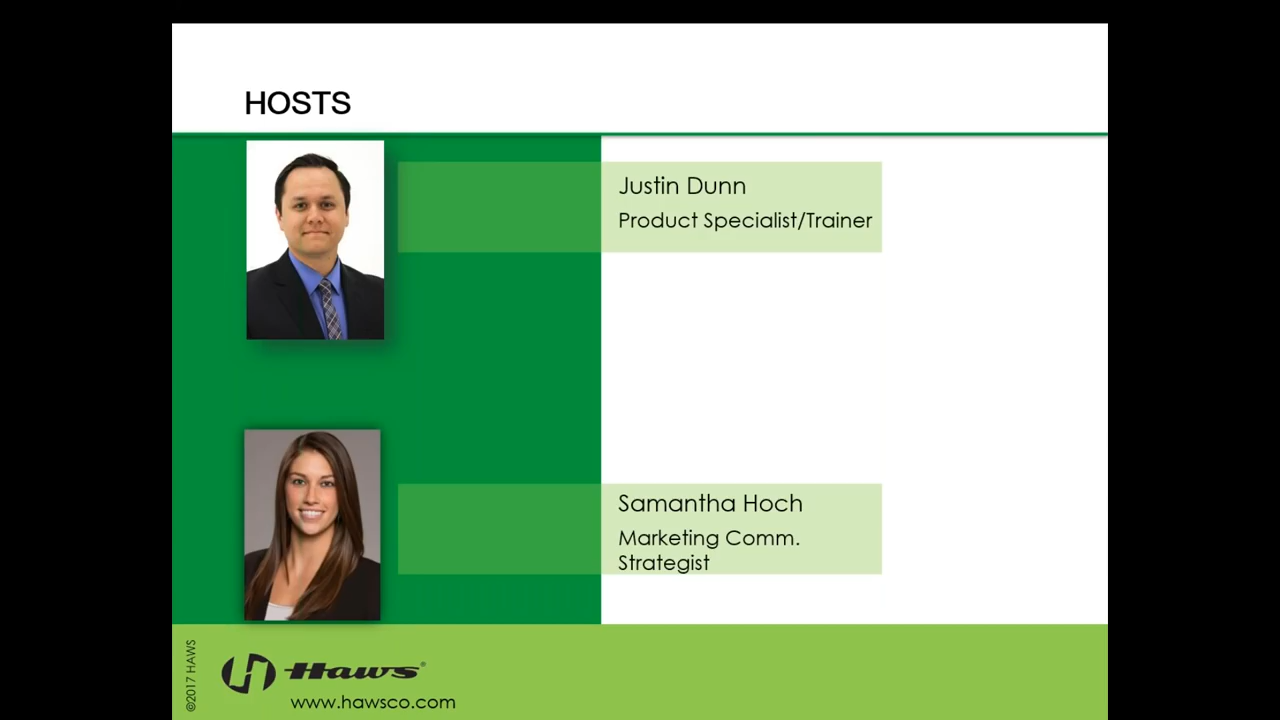 HOSTS
Justin Dunn
Product Specialist/Trainer
Samantha Hoch
Marketing Comm.
Strategist
©2017 HAWS
Haws®
www.hawsco.com